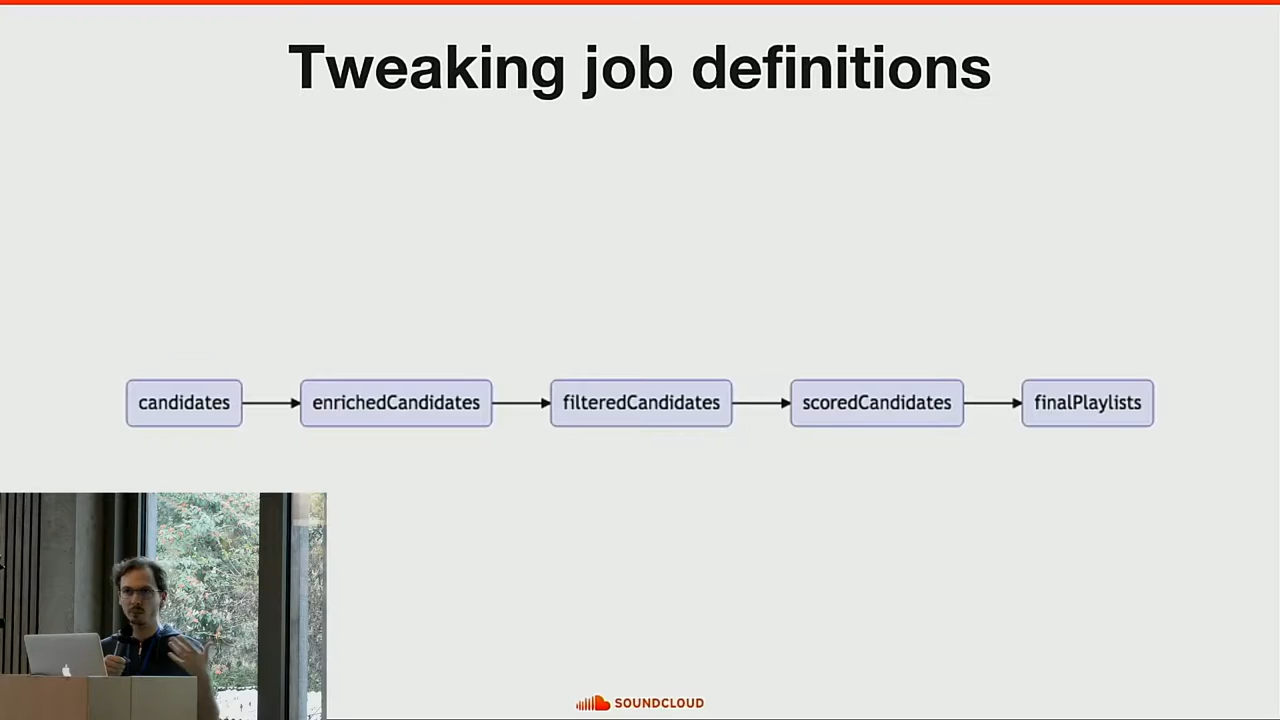 Tweaking job definitions
candidates
enrichedCandidates
filteredCandidates
scoredCandidates
finalPlaylists
SOUNDCLOUD